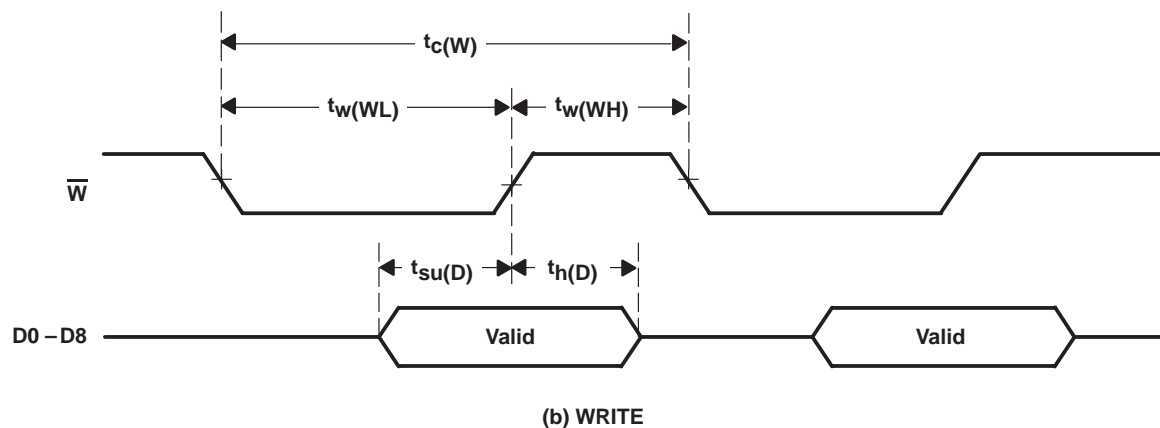 tc(W)
tw(WL) tw(WH)
W̅
tsu(D) th(D)
D0 – D8 Valid Valid
(b) WRITE